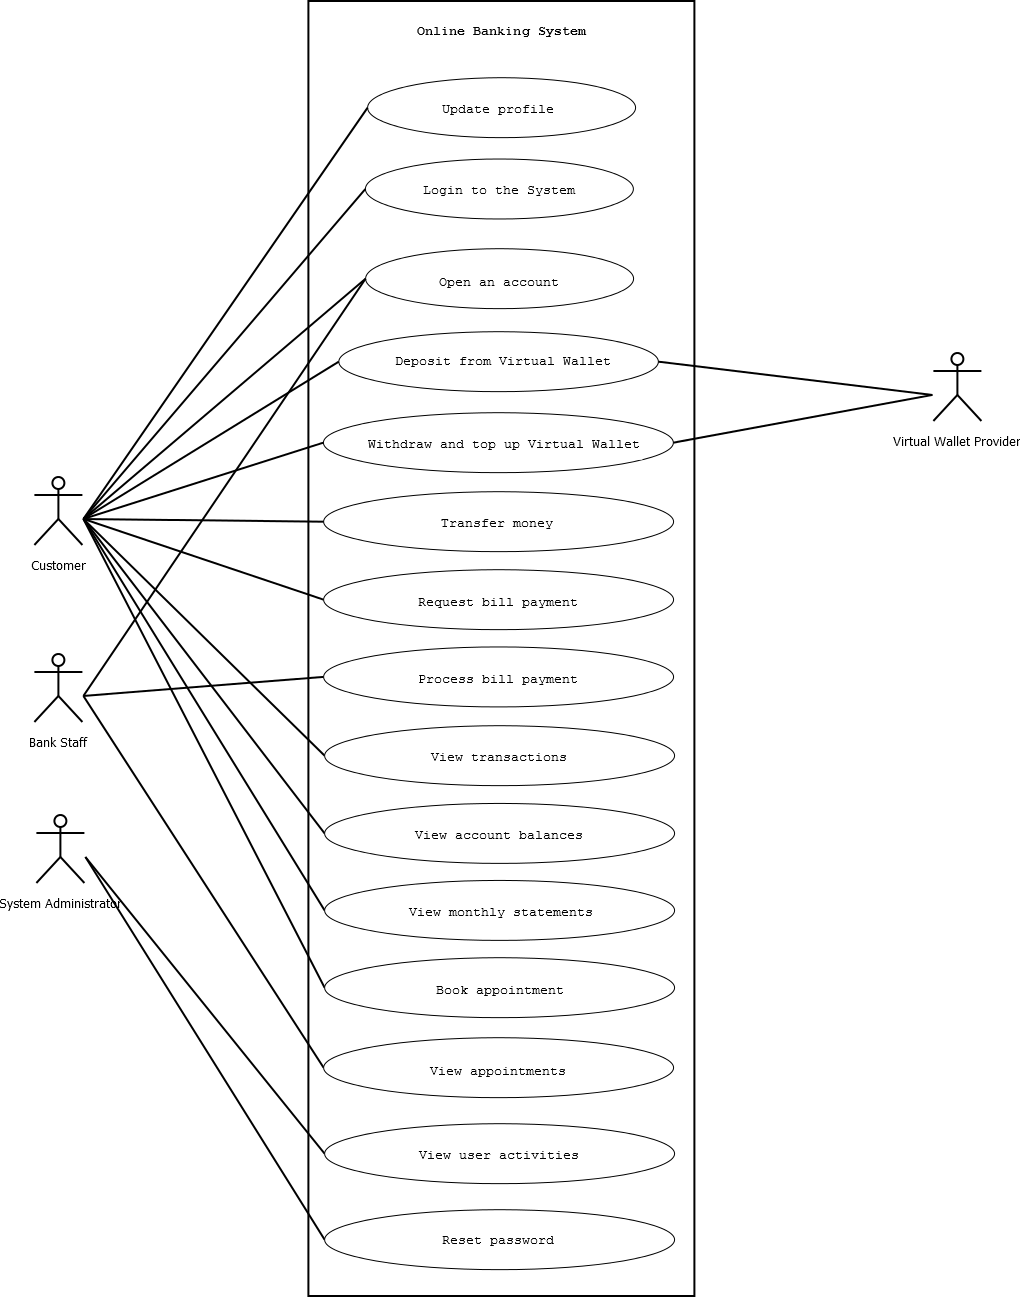 Online Banking System
Update profile
Login to the System
Open an account
Deposit from Virtual Wallet
Withdraw and top up Virtual Wallet
Virtual Wallet Provider
Transfer money
Customer
Request bill payment
Process bill payment
Bank Staff
View transactions
View account balances
System Administrator
View monthly statements
Book appointment
View appointments
View user activities
Reset password